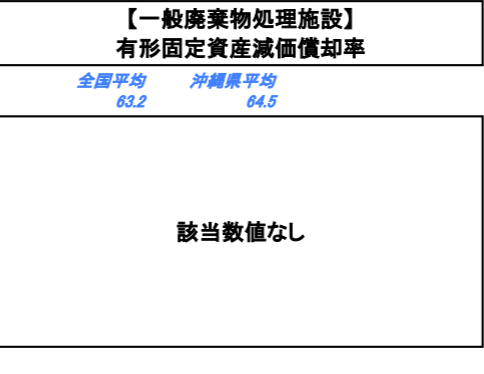 【一般廃棄物処理施設】
有形固定資産減価償却率
全国平均 沖縄県平均
63.2 64.5
該当数値なし